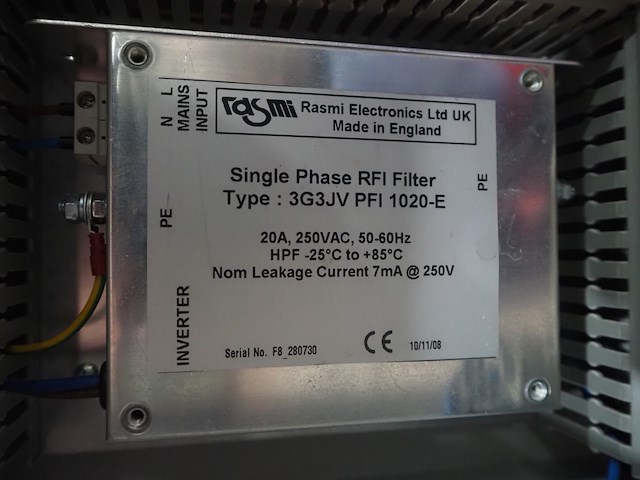 N L
MAINS
INPUT
rasmi
Rasmi Electronics Ltd UK
Made in England
PE
PE
Single Phase RFI Filter
Type : 3G3JV PFI 1020-E
20A, 250VAC, 50-60Hz
HPF -25°C to +85°C
Nom Leakage Current 7mA @ 250V
INVERTER
Serial No. F8_280730
CE
10/11/08